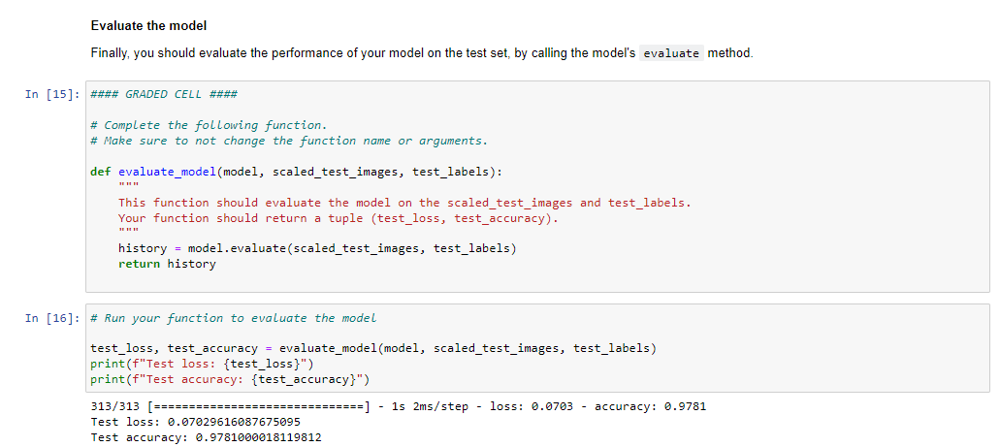 Evaluate the model
Finally, you should evaluate the performance of your model on the test set, by calling the model's evaluate method.
In [15]: #### GRADED CELL ####
# Complete the following function.
# Make sure to not change the function name or arguments.
def evaluate_model(model, scaled_test_images, test_labels):
"""
This function should evaluate the model on the scaled_test_images and test_labels.
Your function should return a tuple (test_loss, test_accuracy).
"""
history = model.evaluate(scaled_test_images, test_labels)
return history
In [16]: # Run your function to evaluate the model
test_loss, test_accuracy = evaluate_model(model, scaled_test_images, test_labels)
print(f"Test loss: {test_loss}")
print(f"Test accuracy: {test_accuracy}")
313/313 [==============================] - 1s 2ms/step - loss: 0.0703 - accuracy: 0.9781
Test loss: 0.07029616087675095
Test accuracy: 0.9781000018119812